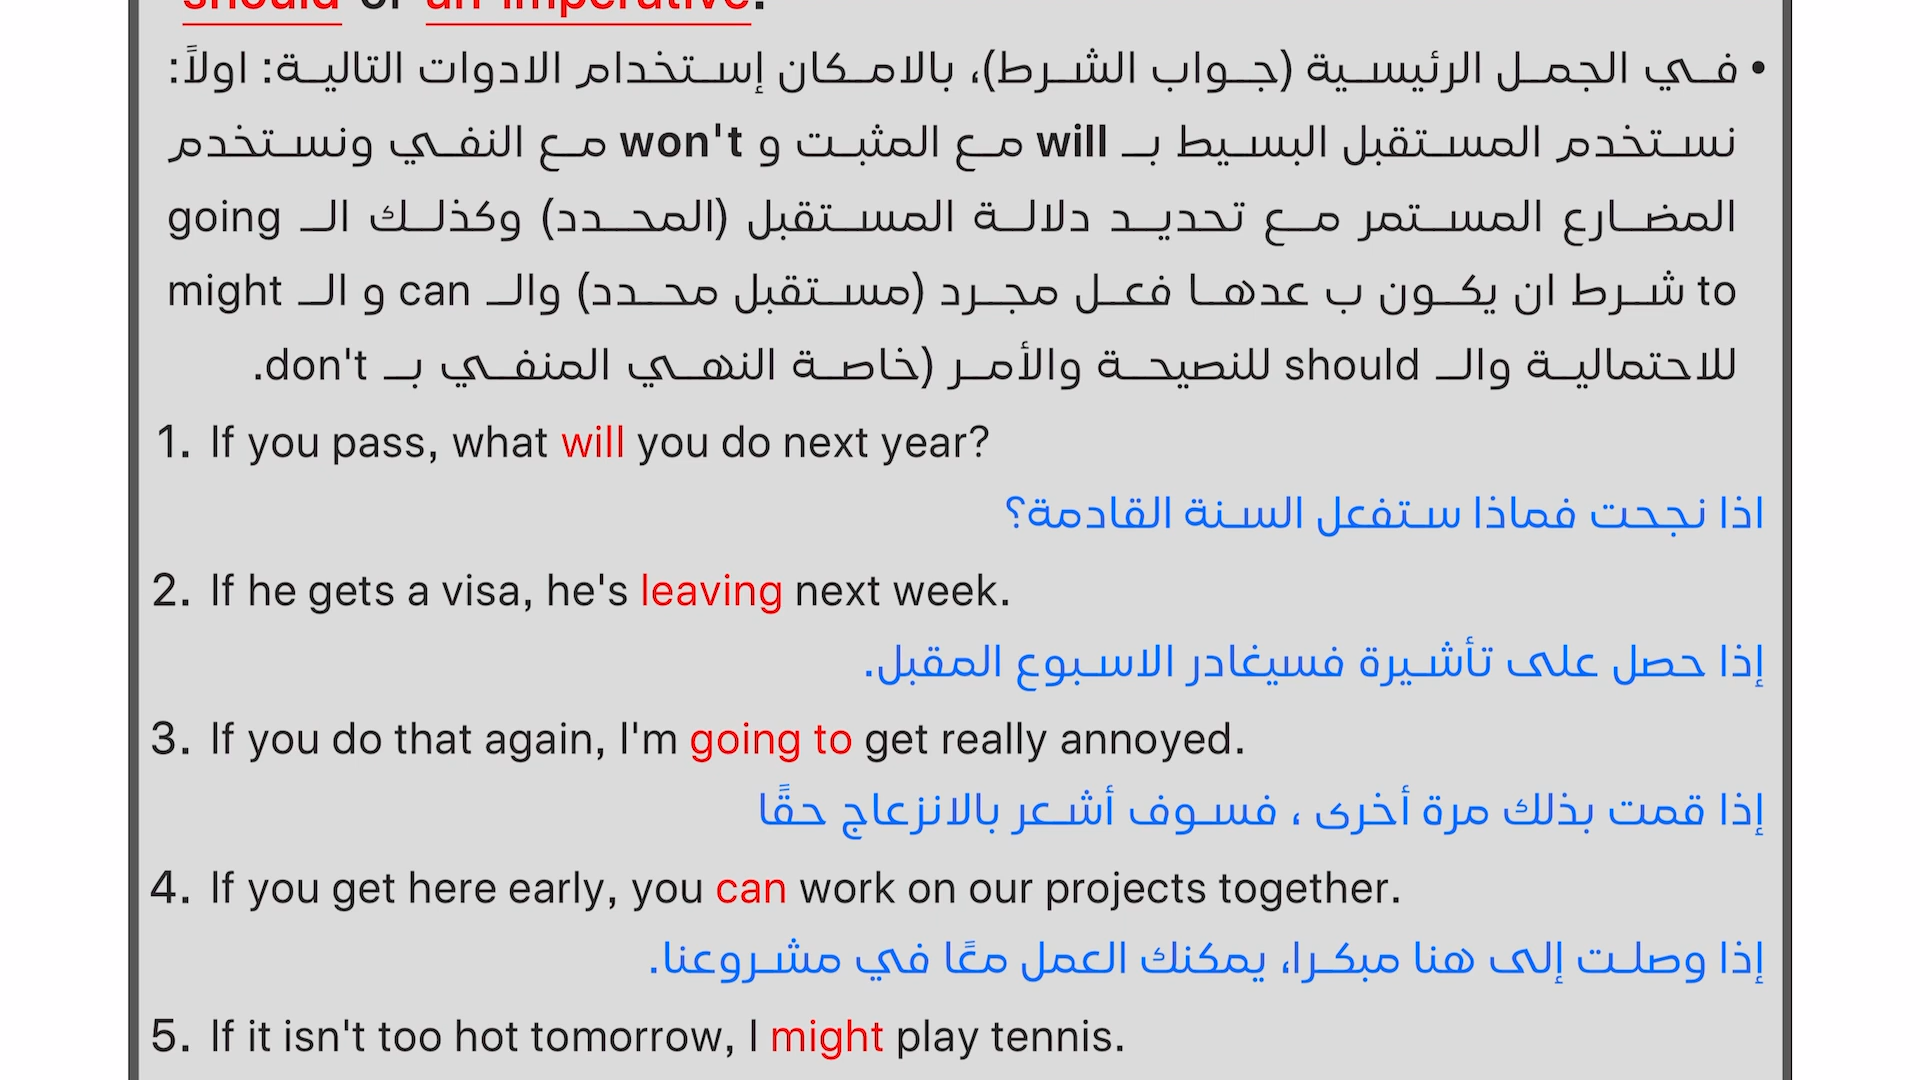 should or an imperative.
• في الجمل الرئيسية (جواب الشرط)، بالامكان إستخدام الادوات التالية: اولاً:
نستخدم المستقبل البسيط بـ will مع المثبت و won't مع النفي ونستخدم
المضارع المستمر مع تحديد دلالة المستقبل (المحدد) وكذلك الـ going
to شرط ان يكون ب عدها فعل مجرد (مستقبل محدد) والـ can و الـ might
للاحتمالية والـ should للنصيحة والأمر (خاصة النهي المنفي بـ don't.
1. If you pass, what will you do next year?
اذا نجحت فماذا ستفعل السنة القادمة؟
2. If he gets a visa, he's leaving next week.
إذا حصل على تأشيرة فسيغادر الاسبوع المقبل.
3. If you do that again, I'm going to get really annoyed.
إذا قمت بذلك مرة أخرى ، فسوف أشعر بالانزعاج حقًا
4. If you get here early, you can work on our projects together.
إذا وصلت إلى هنا مبكرا، يمكنك العمل معًا في مشروعنا.
5. If it isn't too hot tomorrow, I might play tennis.